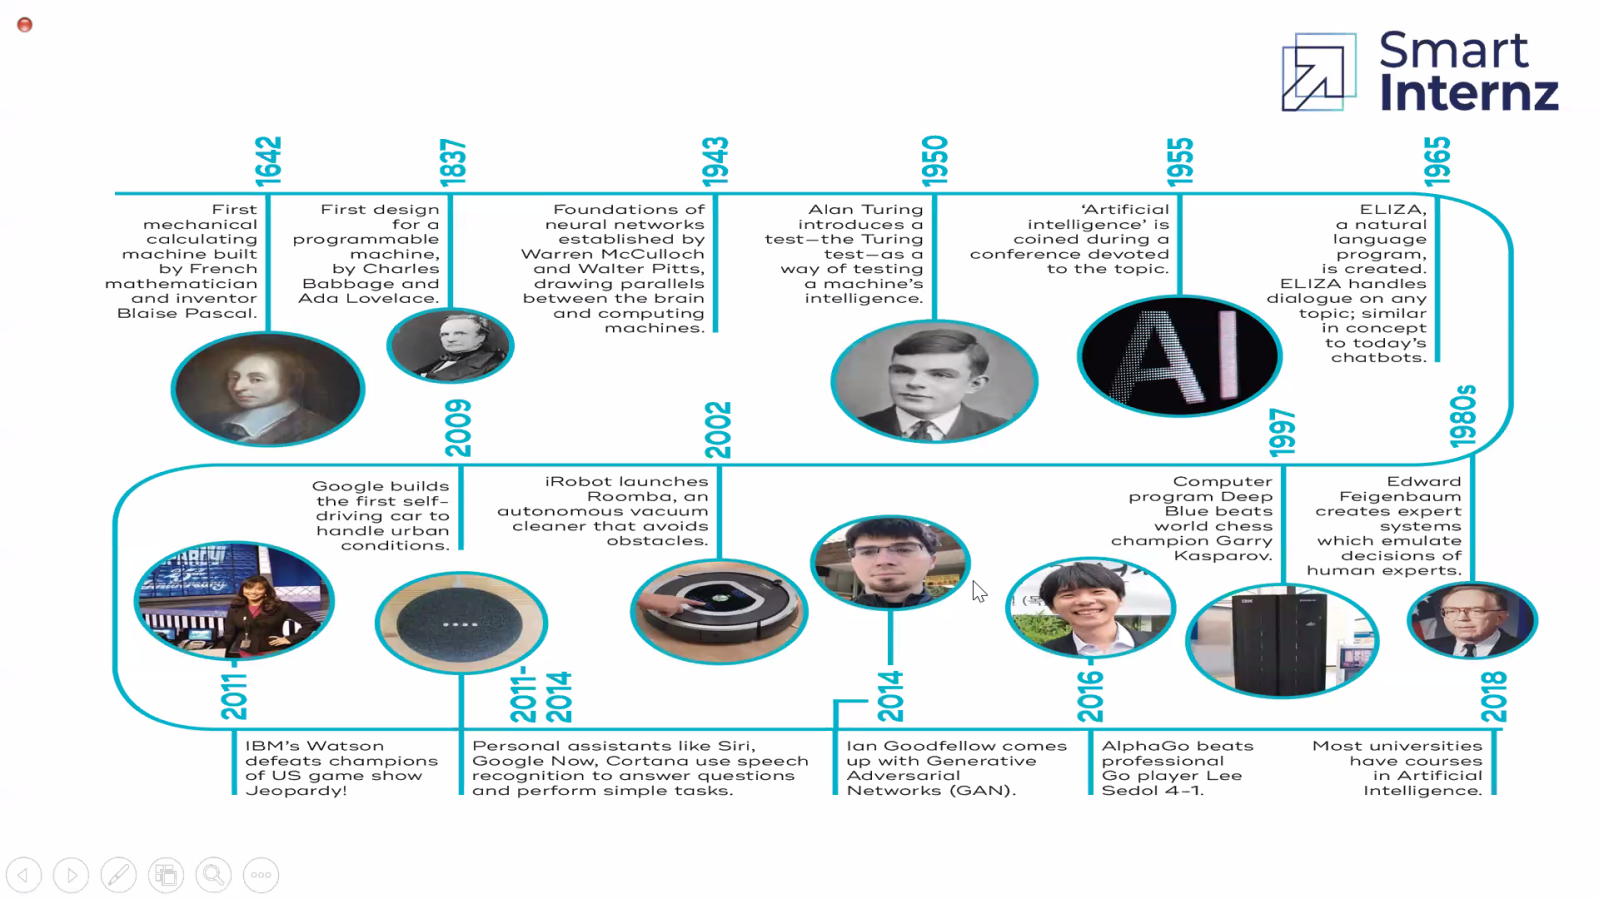 Smart
Internz
1642
First
mechanical
calculating
machine built
by French
mathematician
and inventor
Blaise Pascal.
1837
First design
for a
programmable
machine,
by Charles
Babbage and
Ada Lovelace.
1943
Foundations of
neural networks
established by
Warren McCulloch
and Walter Pitts,
drawing parallels
between the brain
and computing
machines.
1950
Alan Turing
introduces a
test—the Turing
test—as a
way of testing
a machine's
intelligence.
1955
'Artificial
intelligence' is
coined during a
conference devoted
to the topic.
AI
1965
ELIZA,
a natural
language
program,
is created.
ELIZA handles
dialogue on any
topic; similar
in concept
to today's
chatbots.
1980s
Edward
Feigenbaum
creates expert
systems
which emulate
decisions of
human experts.
1997
Computer
program Deep
Blue beats
world chess
champion Garry
Kasparov.
2002
iRobot launches
Roomba, an
autonomous vacuum
cleaner that avoids
obstacles.
2009
Google builds
the first self-
driving car to
handle urban
conditions.
2011
IBM's Watson
defeats champions
of US game show
Jeopardy!
2011-
2014
Personal assistants like Siri,
Google Now, Cortana use speech
recognition to answer questions
and perform simple tasks.
2014
Ian Goodfellow comes
up with Generative
Adversarial
Networks (GAN).
2016
AlphaGo beats
professional
Go player Lee
Sedol 4–1.
2018
Most universities
have courses
in Artificial
Intelligence.